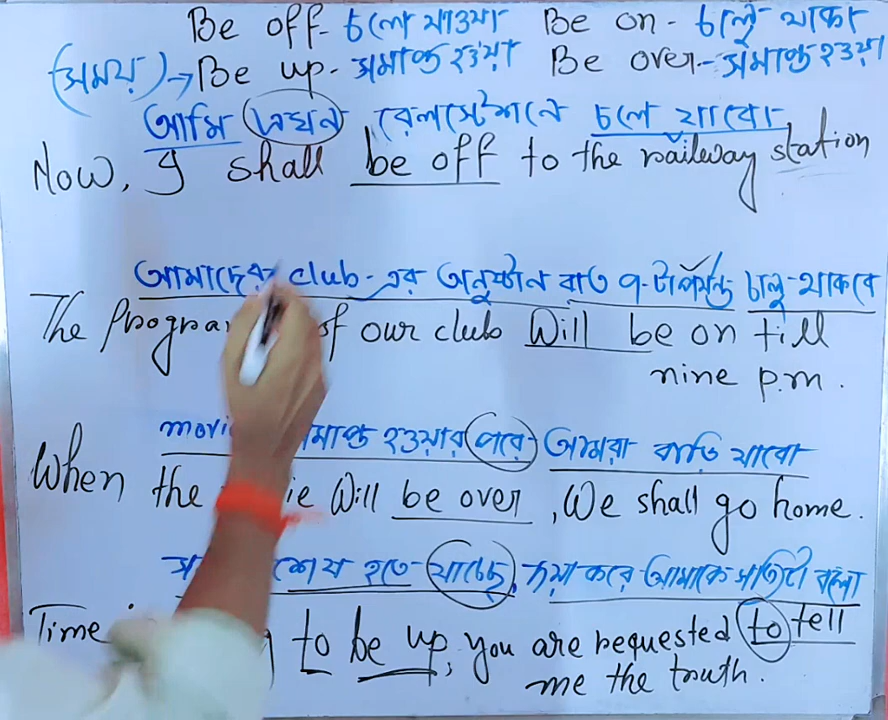 Be off - চলে যাওয়া Be on - চালু থাকা
(সময়) → Be up - সমাপ্ত হওয়া Be over - সমাপ্ত হওয়া
আমি এখন রেলস্টেশনে চলে যাবো
Now, I shall be off to the railway station
আমাদের club-এর অনুষ্ঠান রাত ৭-টা পর্যন্ত চালু-থাকবে
The of our club will be on till
nine p.m.
হওয়ার পরে আমরা বাড়ি যাবো
When the will be over, we shall go home.
শেষ হতে যাচ্ছে, দয়া করে আমাকে সত্যিটা বলো
Time to be up, you are requested to tell
me the truth.